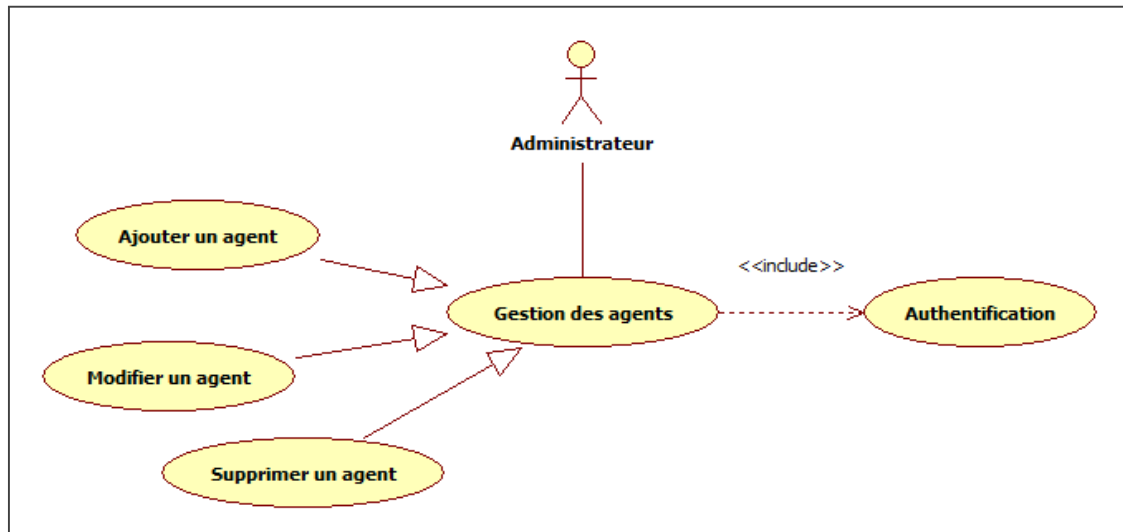 Administrateur
Ajouter un agent
<<include>>
Gestion des agents
Authentification
Modifier un agent
Supprimer un agent